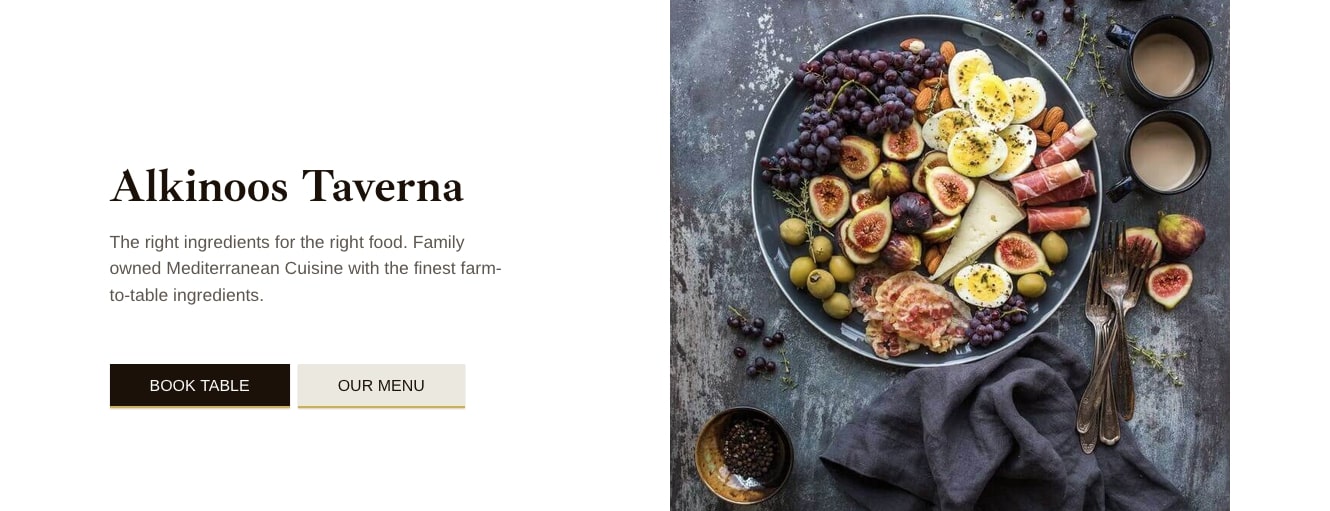 Alkinoos Taverna
The right ingredients for the right food. Family
owned Mediterranean Cuisine with the finest farm-
to-table ingredients.
BOOK TABLE
OUR MENU